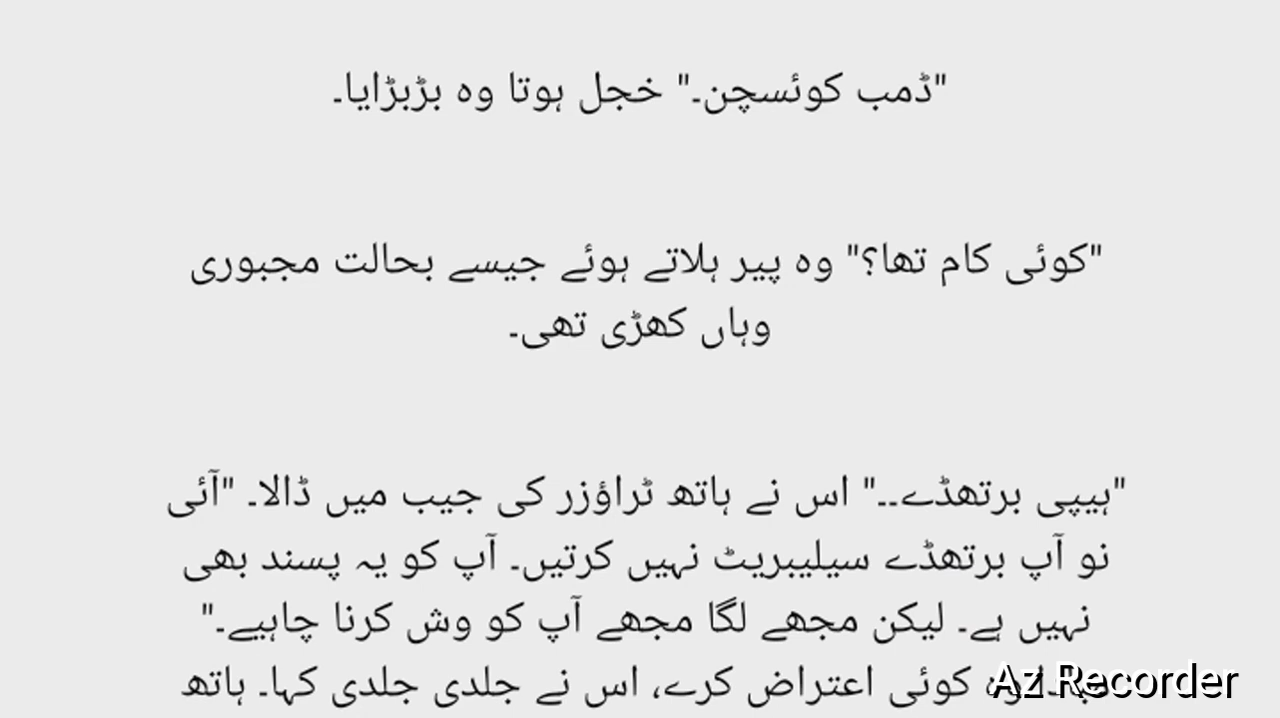 "ڈمب کوئسچن۔" خجل ہوتا وہ بڑبڑایا۔
"کوئی کام تھا؟" وہ پیر ہلاتے ہوئے جیسے بحالت مجبوری
وہاں کھڑی تھی۔
"ہیپی برتھڈے۔۔" اس نے ہاتھ ٹراؤزر کی جیب میں ڈالا۔ "آئی
نو آپ برتھڈے سیلیبریٹ نہیں کرتیں۔ آپ کو یہ پسند بھی
نہیں ہے۔ لیکن مجھے لگا مجھے آپ کو وش کرنا چاہیے۔"
کوئی اعتراض کرے، اس نے جلدی جلدی کہا۔ ہاتھ
Az Recorder